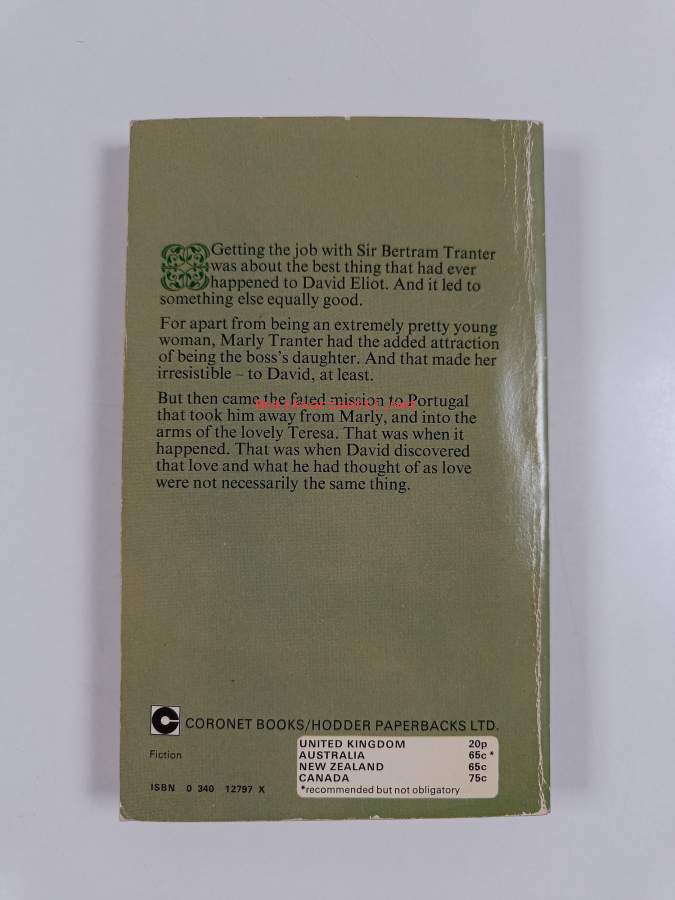 Getting the job with Sir Bertram Tranter
was about the best thing that had ever
happened to David Eliot. And it led to
something else equally good.
For apart from being an extremely pretty young
woman, Marly Tranter had the added attraction
of being the boss's daughter. And that made her
irresistible – to David, at least.
But then came the fated mission to Portugal
that took him away from Marly, and into the
arms of the lovely Teresa. That was when it
happened. That was when David discovered
that love and what he had thought of as love
were not necessarily the same thing.
CORONET BOOKS/HODDER PAPERBACKS LTD.
Fiction
UNITED KINGDOM 20p
AUSTRALIA 65c*
NEW ZEALAND 65c
CANADA 75c
*recommended but not obligatory
ISBN 0 340 12797 X